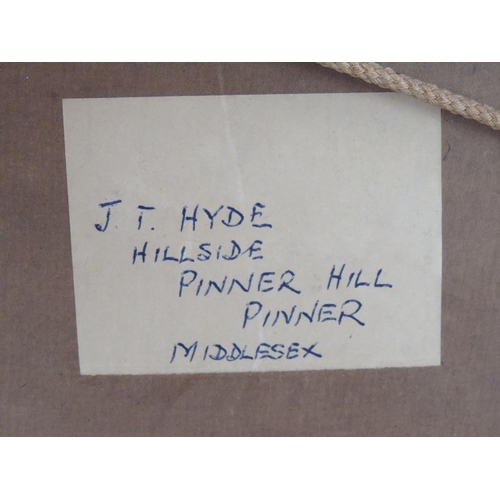 J. T. HYDE
HILLSIDE
PINNER HILL
PINNER
MIDDLESEX